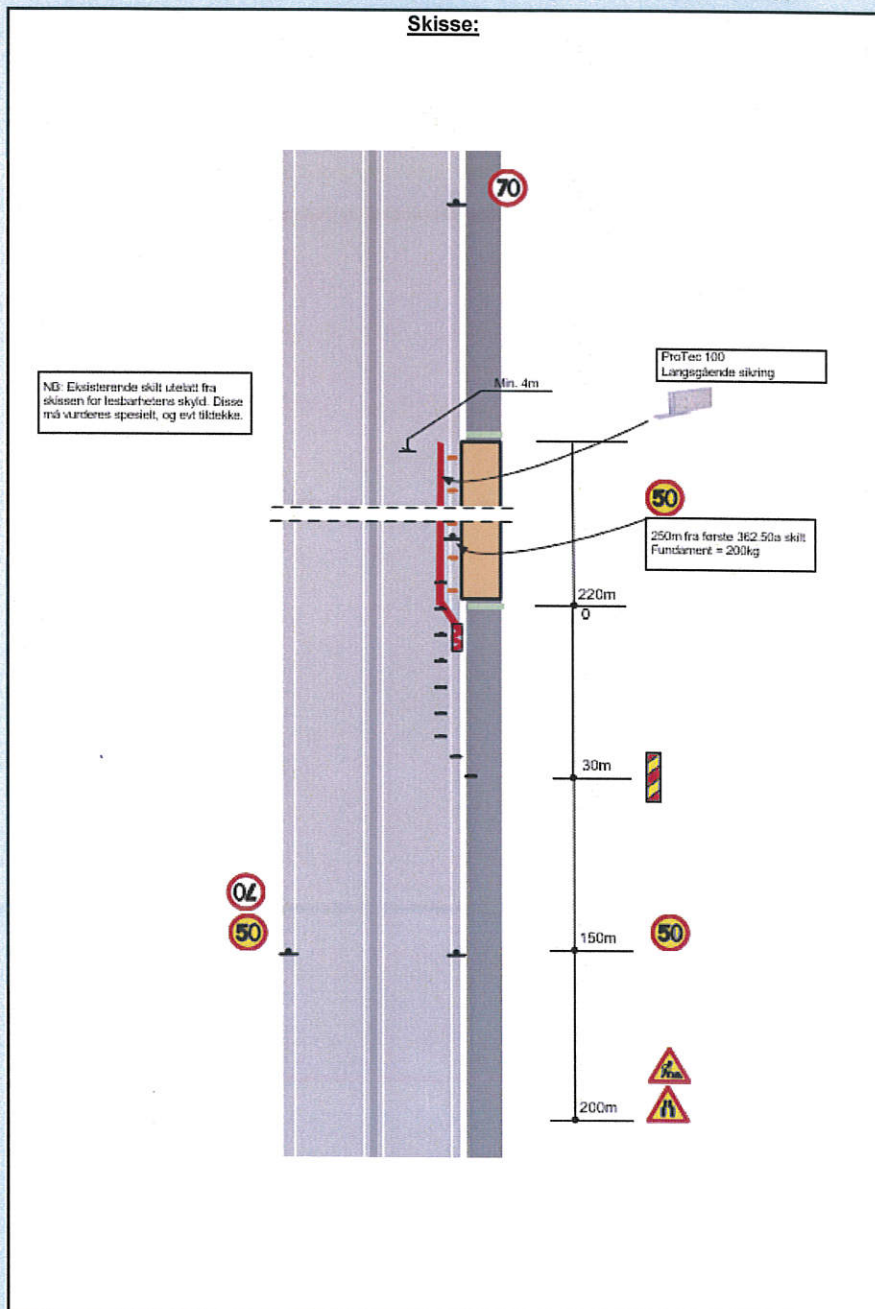 Skisse:
70
ProTec 100
Langsgående sikring
Min. 4m
NB: Eksisterende skilt utelatt fra
skissen for lesbarhetens skyld. Disse
må vurderes spesielt, og evt tildekke.
50
250m fra første 362.50a skilt
Fundament = 200kg
220m
0
30m
70
50
150m
50
200m